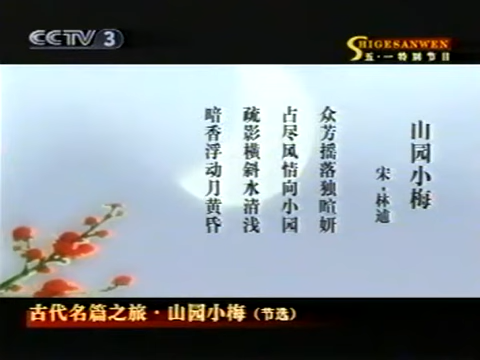 CCTV 3
SHIGESANWEN
五·一特别节目
山园小梅
宋·林逋
众芳摇落独暄妍
占尽风情向小园
疏影横斜水清浅
暗香浮动月黄昏
古代名篇之旅·山园小梅（节选）